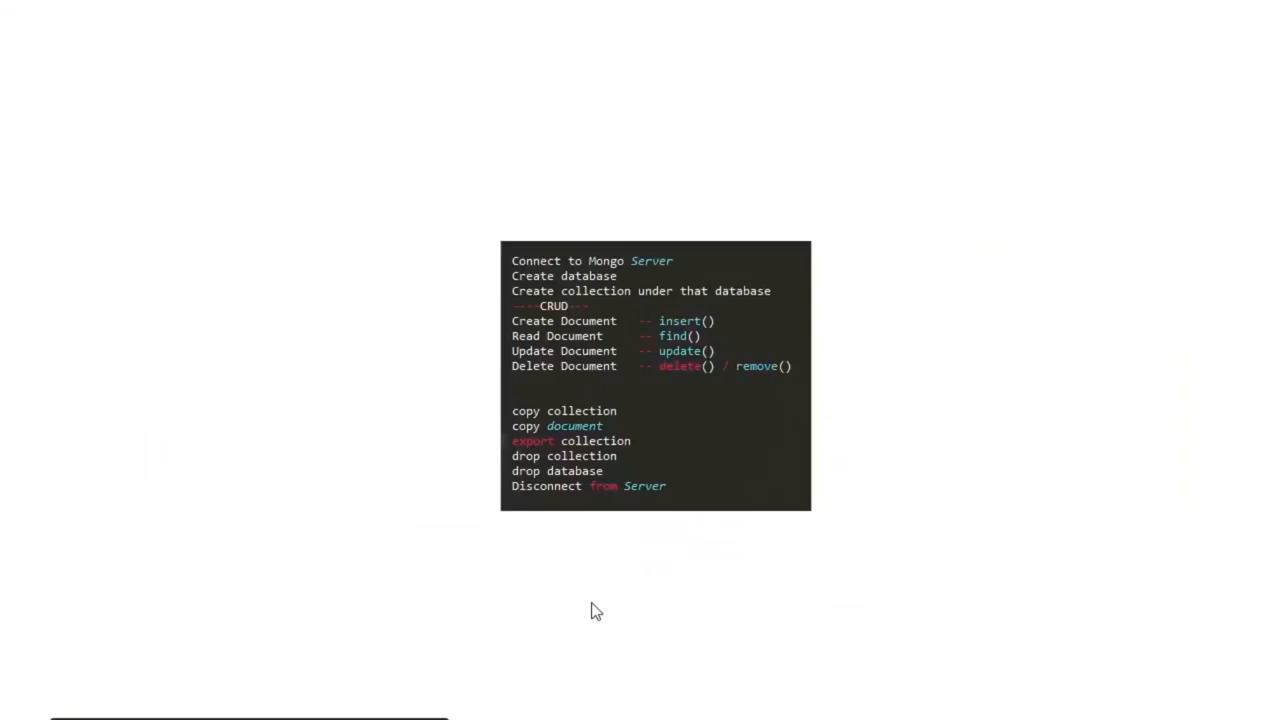 Connect to Mongo Server
Create database
Create collection under that database
----CRUD---
Create Document -- insert()
Read Document -- find()
Update Document -- update()
Delete Document -- delete() / remove()
copy collection
copy document
export collection
drop collection
drop database
Disconnect from Server